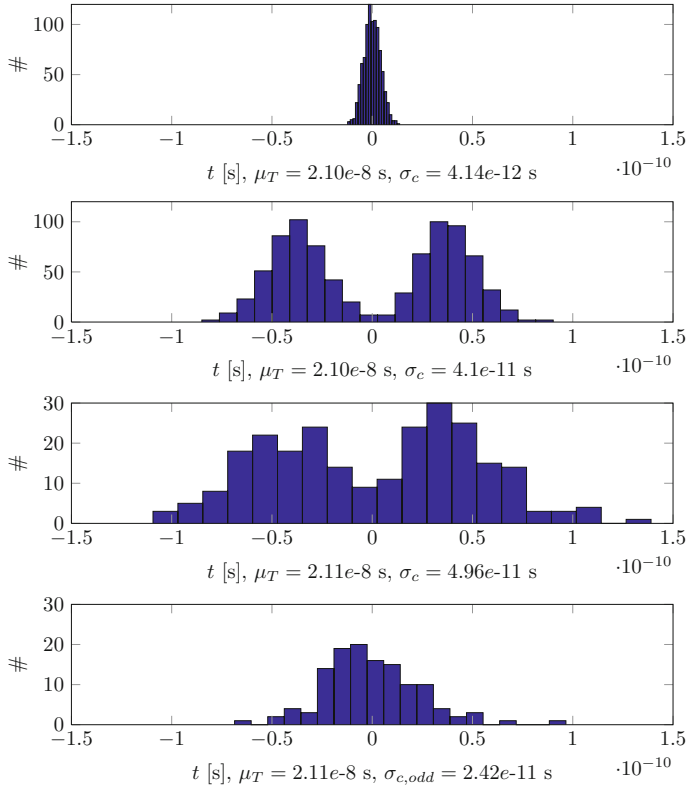 100
50
0
#
−1.5 −1 −0.5 0 0.5 1 1.5
·10⁻¹⁰
t [s], μ_T = 2.10e-8 s, σ_c = 4.14e-12 s
100
50
0
#
−1.5 −1 −0.5 0 0.5 1 1.5
·10⁻¹⁰
t [s], μ_T = 2.10e-8 s, σ_c = 4.1e-11 s
30
20
10
0
#
−1.5 −1 −0.5 0 0.5 1 1.5
·10⁻¹⁰
t [s], μ_T = 2.11e-8 s, σ_c = 4.96e-11 s
30
20
10
0
#
−1.5 −1 −0.5 0 0.5 1 1.5
·10⁻¹⁰
t [s], μ_T = 2.11e-8 s, σ_{c,odd} = 2.42e-11 s